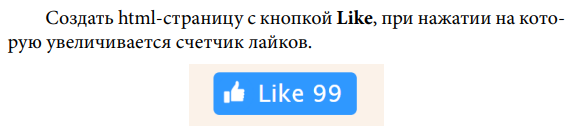 Создать html-страницу с кнопкой Like, при нажатии на кото-
рую увеличивается счетчик лайков.
Like 99